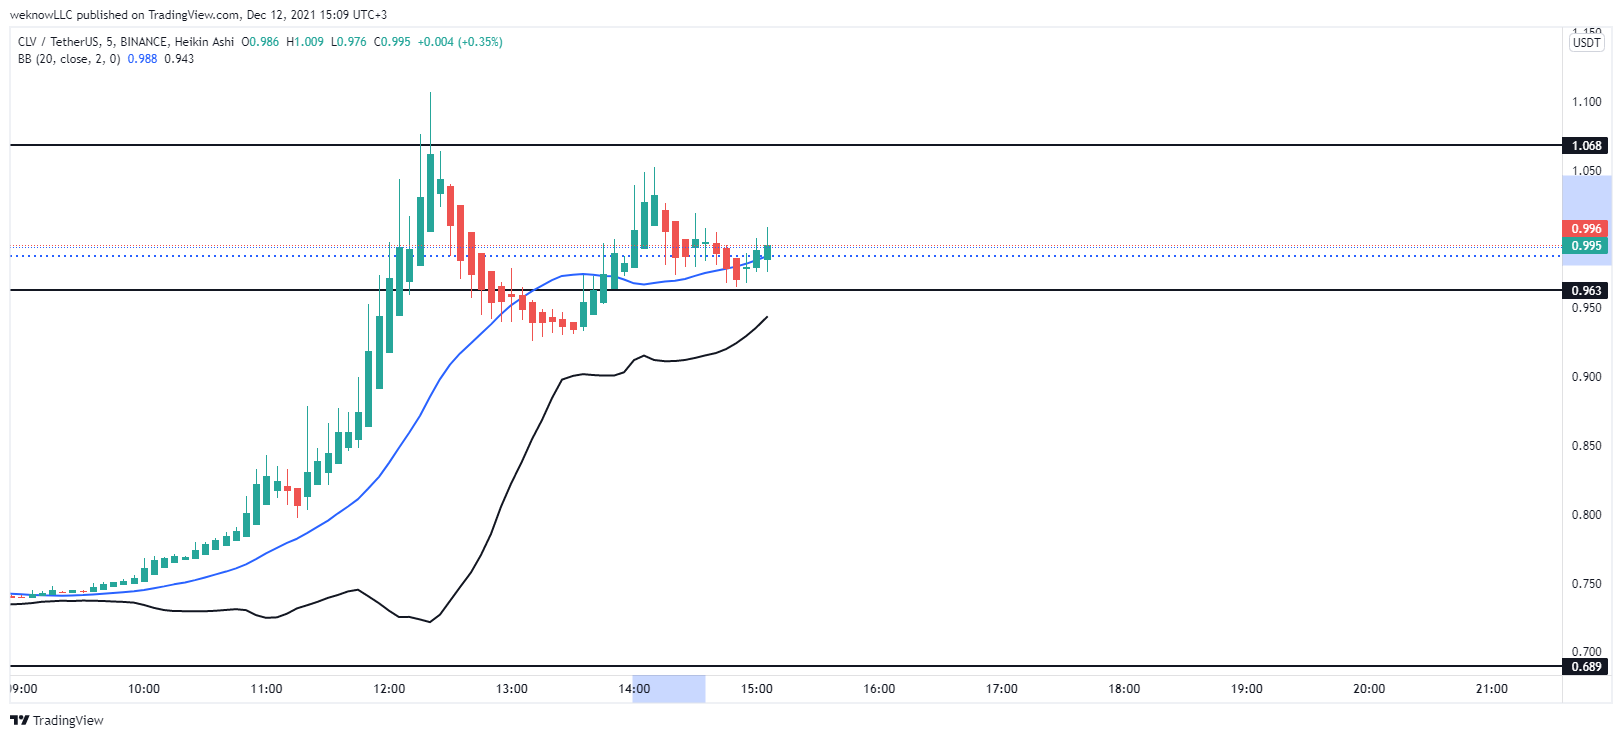 weknowLLC published on TradingView.com, Dec 12, 2021 15:09 UTC+3
CLV / TetherUS, 5, BINANCE, Heikin Ashi O0.986 H1.009 L0.976 C0.995 +0.004 (+0.35%)
BB (20, close, 2, 0) 0.988 0.943
1.150
USDT
1.100
1.068
1.050
0.996
0.995
0.963
0.950
0.900
0.850
0.800
0.750
0.700
0.689
09:00 10:00 11:00 12:00 13:00 14:00 15:00 16:00 17:00 18:00 19:00 20:00 21:00
TradingView